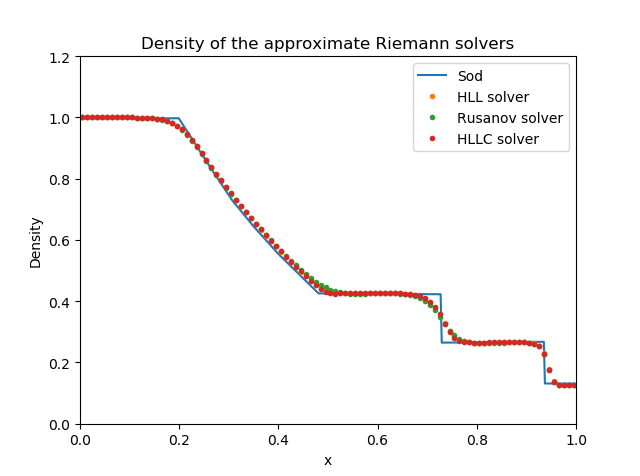 Density of the approximate Riemann solvers
1.2
1.0
0.8
0.6
0.4
0.2
0.0
Density
Sod
HLL solver
Rusanov solver
HLLC solver
0.0 0.2 0.4 0.6 0.8 1.0
x